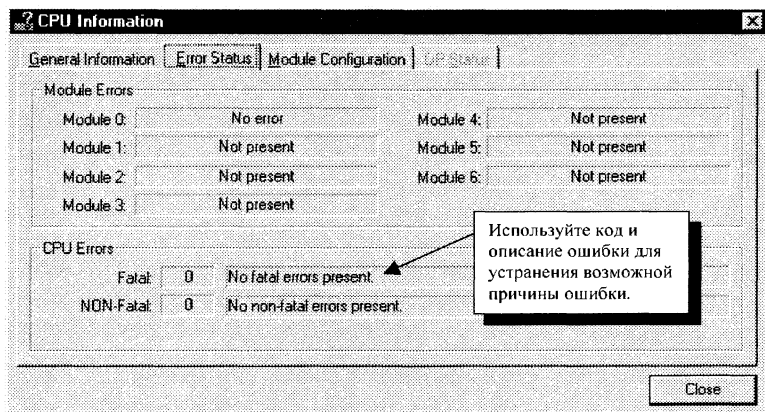 CPU Information
General Information Error Status Module Configuration DP Status
Module Errors
Module 0: No error Module 4: Not present
Module 1: Not present Module 5: Not present
Module 2: Not present Module 6: Not present
Module 3: Not present
CPU Errors
Fatal: 0 No fatal errors present.
NON-Fatal: 0 No non-fatal errors present.
Используйте код и
описание ошибки для
устранения возможной
причины ошибки.
Close